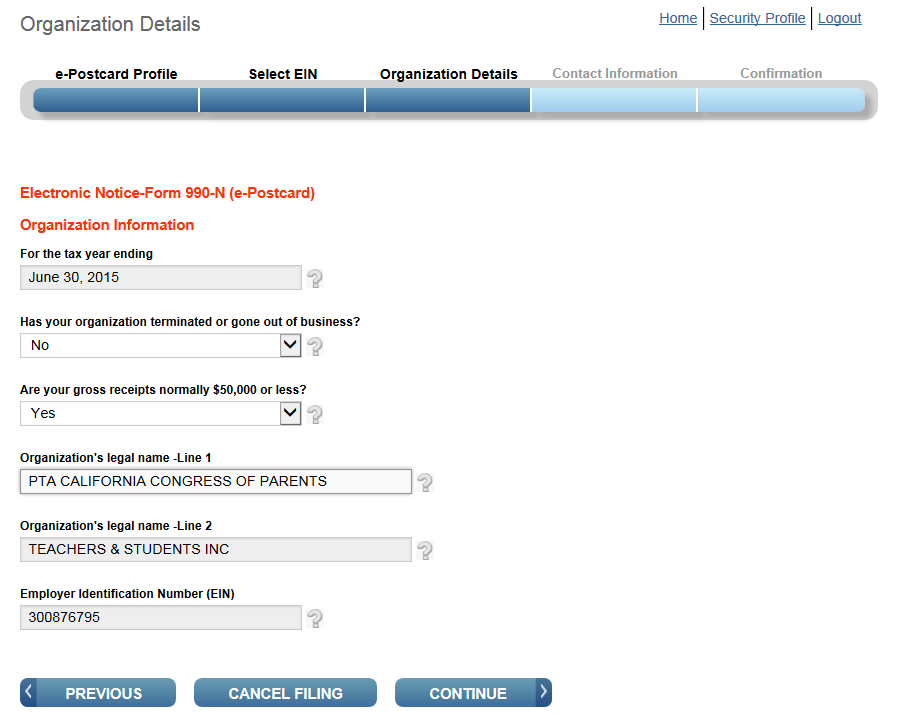 Organization Details
Home Security Profile Logout
e-Postcard Profile Select EIN Organization Details Contact Information Confirmation
Electronic Notice-Form 990-N (e-Postcard)
Organization Information
For the tax year ending
June 30, 2015 ?
Has your organization terminated or gone out of business?
No ?
Are your gross receipts normally $50,000 or less?
Yes ?
Organization's legal name -Line 1
PTA CALIFORNIA CONGRESS OF PARENTS ?
Organization's legal name -Line 2
TEACHERS & STUDENTS INC ?
Employer Identification Number (EIN)
300876795 ?
PREVIOUS CANCEL FILING CONTINUE